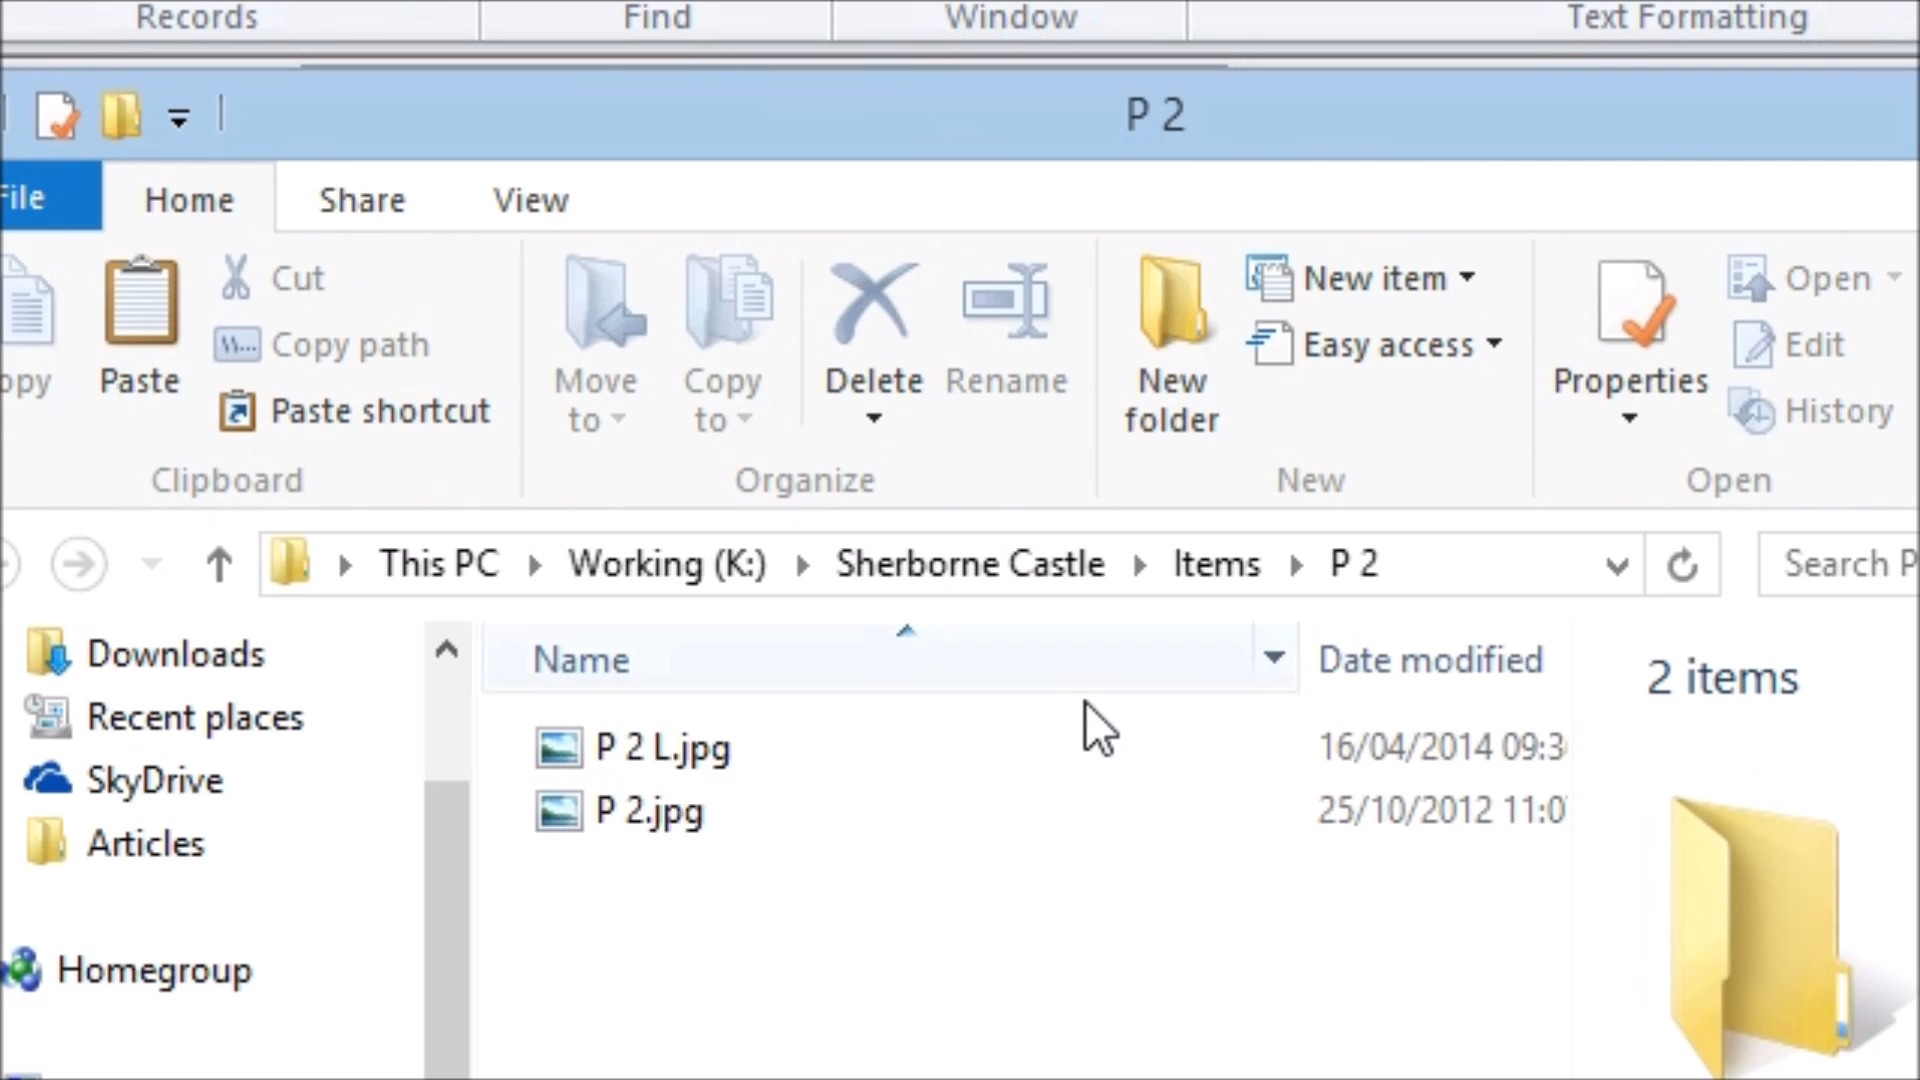 Records Find Window Text Formatting
P 2
File Home Share View
Cut
Copy path
Paste
Paste shortcut
Clipboard
Move to
Copy to
Delete
Rename
Organize
New folder
New item
Easy access
New
Properties
Open
Edit
History
Open
This PC Working (K:) Sherborne Castle Items P 2
Search P
Downloads
Recent places
SkyDrive
Articles
Homegroup
Name Date modified
P 2 L.jpg 16/04/2014 09:3
P 2.jpg 25/10/2012 11:0
2 items